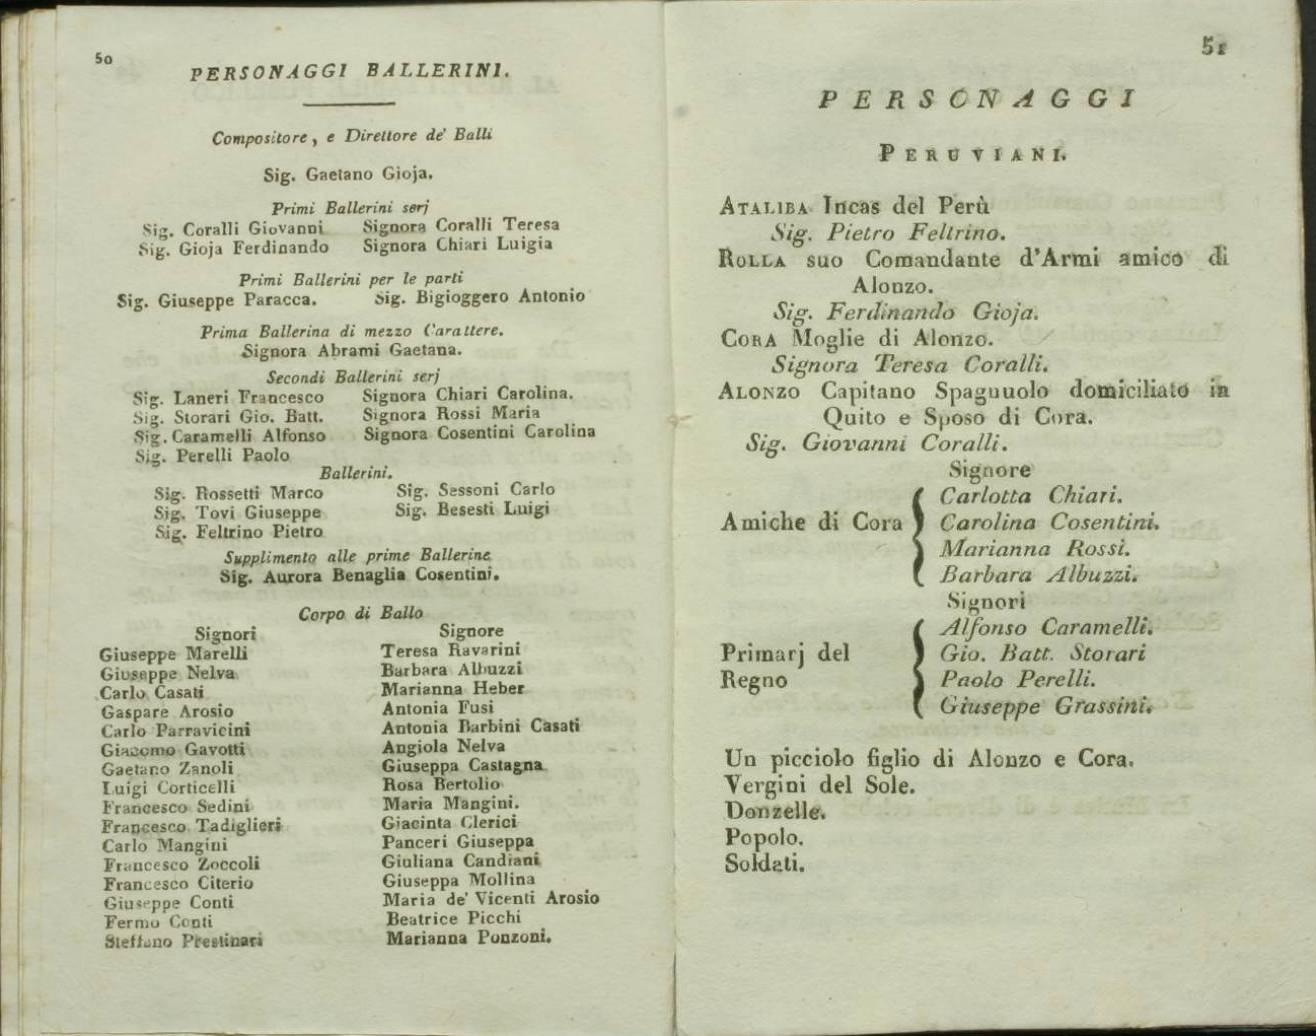 50
PERSONAGGI BALLERINI.
Compositore, e Direttore de' Balli
Sig. Gaetano Gioja.
Primi Ballerini serj
Sig. Coralli Giovanni Signora Coralli Teresa
Sig. Gioja Ferdinando Signora Chiari Luigia
Primi Ballerini per le parti
Sig. Giuseppe Paracca. Sig. Bigioggero Antonio
Prima Ballerina di mezzo Carattere.
Signora Abrami Gaetana.
Secondi Ballerini serj
Sig. Laneri Francesco Signora Chiari Carolina.
Sig. Storari Gio. Batt. Signora Rossi Maria
Sig. Caramelli Alfonso Signora Cosentini Carolina
Sig. Perelli Paolo
Ballerini.
Sig. Rossetti Marco Sig. Sessoni Carlo
Sig. Tovi Giuseppe Sig. Besesti Luigi
Sig. Feltrino Pietro
Supplimento alle prime Ballerine
Sig. Aurora Benaglia Cosentini.
Corpo di Ballo
Signori Signore
Giuseppe Marelli Teresa Ravarini
Giuseppe Nelva Barbara Albuzzi
Carlo Casati Marianna Heber
Gaspare Arosio Antonia Fusi
Carlo Parravicini Antonia Barbini Casati
Giacomo Gavotti Angiola Nelva
Gaetano Zanoli Giuseppa Castagna
Luigi Corticelli Rosa Bertolio
Francesco Sedini Maria Mangini.
Francesco Tadiglieri Giacinta Clerici
Carlo Mangini Panceri Giuseppa
Francesco Zoccoli Giuliana Candiani
Francesco Citerio Giuseppa Mollina
Giuseppe Conti Maria de' Vicenti Arosio
Fermo Conti Beatrice Picchi
Steffano Prestinari Marianna Ponzoni.
51
PERSONAGGI
PERUVIANI.
ATALIBA Incas del Perù
Sig. Pietro Feltrino.
ROLLA suo Comandante d'Armi amico di
Alonzo.
Sig. Ferdinando Gioja.
CORA Moglie di Alonzo.
Signora Teresa Coralli.
ALONZO Capitano Spagnuolo domiciliato in
Quito e Sposo di Cora.
Sig. Giovanni Coralli.
Signore
Carlotta Chiari.
Amiche di Cora Carolina Cosentini.
Marianna Rossi.
Barbara Albuzzi.
Signori
Alfonso Caramelli.
Primarj del Gio. Batt. Storari
Regno Paolo Perelli.
Giuseppe Grassini.
Un picciolo figlio di Alonzo e Cora.
Vergini del Sole.
Donzelle.
Popolo.
Soldati.